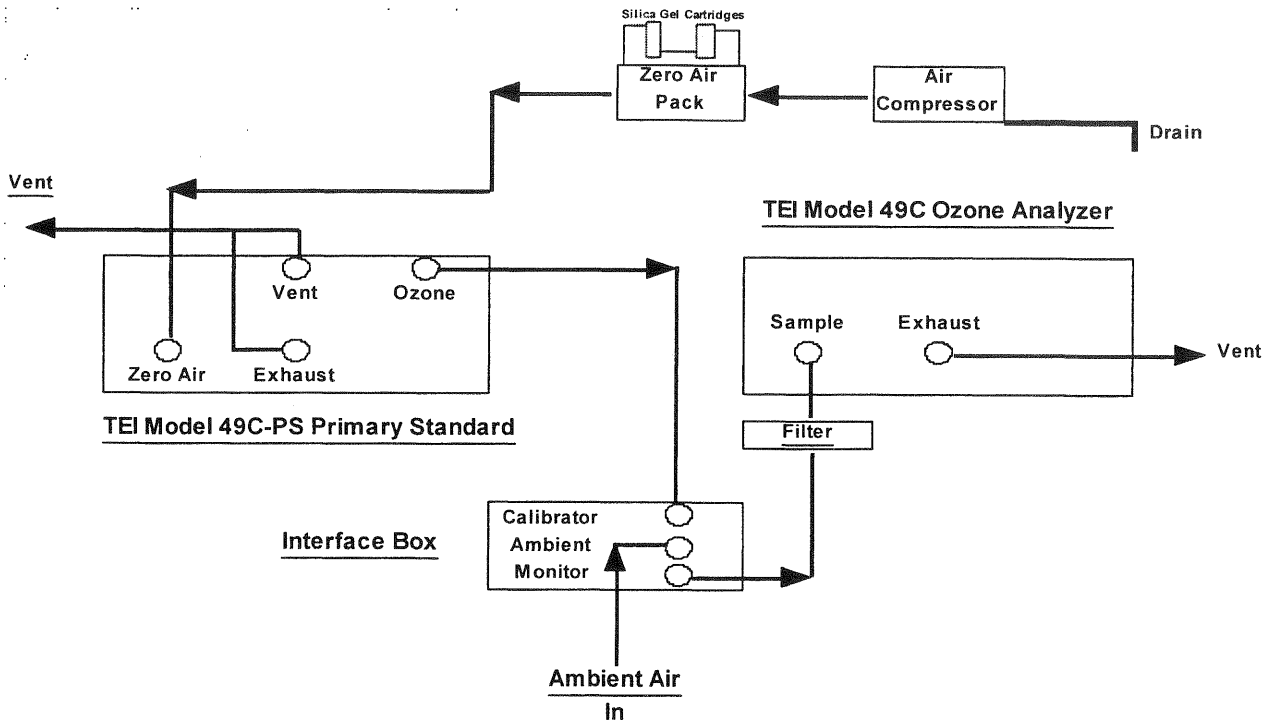 Silica Gel Cartridges
Zero Air
Pack
Air
Compressor
Drain
Vent
TEI Model 49C Ozone Analyzer
Vent
Ozone
Zero Air
Exhaust
Sample
Exhaust
Vent
TEI Model 49C-PS Primary Standard
Filter
Interface Box
Calibrator
Ambient
Monitor
Ambient Air
In